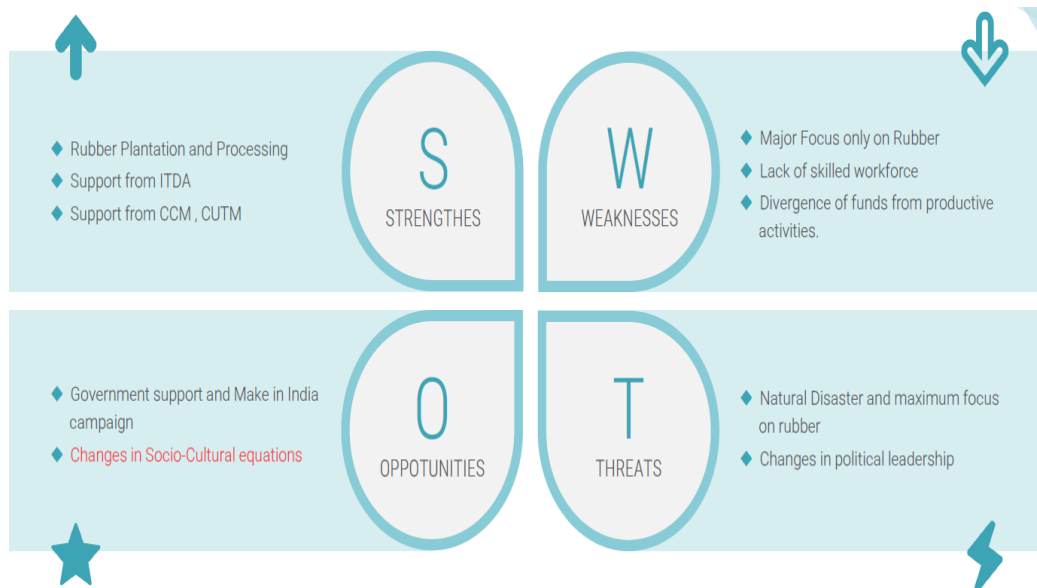 S
STRENGTHES
Rubber Plantation and Processing
Support from ITDA
Support from CCM , CUTM
W
WEAKNESSES
Major Focus only on Rubber
Lack of skilled workforce
Divergence of funds from productive
activities.
O
OPPOTUNITIES
Government support and Make in India
campaign
Changes in Socio-Cultural equations
T
THREATS
Natural Disaster and maximum focus
on rubber
Changes in political leadership